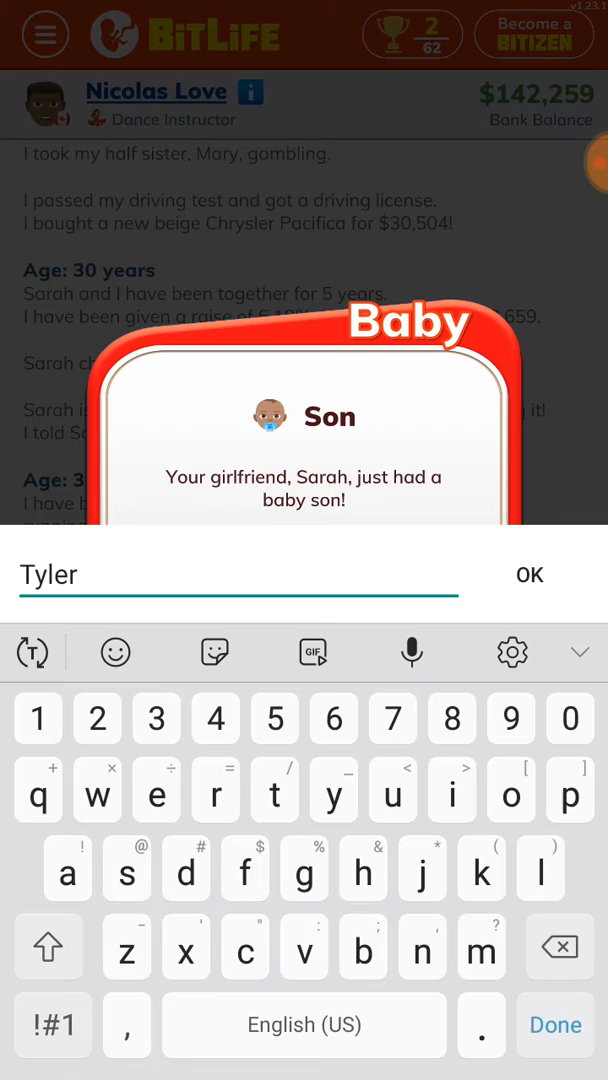 v1.23.1
BitLife
2
62
Become a
BITIZEN
Nicolas Love
$142,259
Dance Instructor
Bank Balance
I took my half sister, Mary, gambling.
I passed my driving test and got a driving license.
I bought a new beige Chrysler Pacifica for $30,504!
Age: 30 years
Sarah and I have been together for 5 years.
I have been given a raise of 6
659.
Sarah
Baby
Son
Your girlfriend, Sarah, just had a
baby son!
it!
I told
Age: 3
I have
Tyler
OK
T
GIF
1 2 3 4 5 6 7 8 9 0
+ × ÷ = / _ < > [ ]
q w e r t y u i o p
! @ # $ % & * ( )
a s d f g h j k l
- ' " : ; , ?
z x c v b n m
!#1 , English (US) . Done